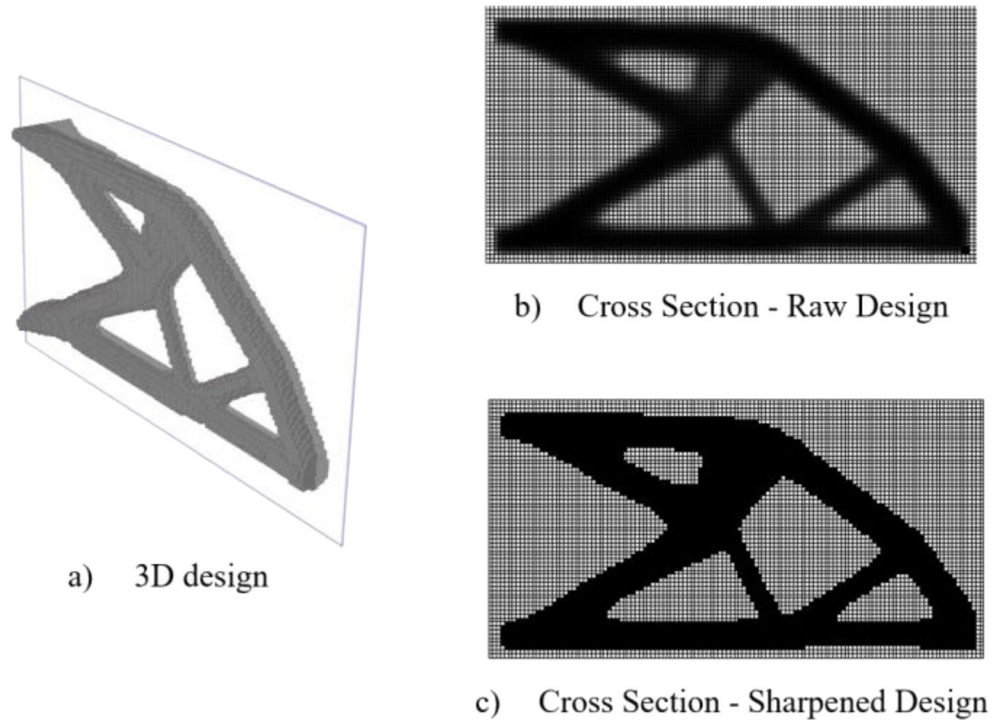 b) Cross Section - Raw Design
a) 3D design
c) Cross Section - Sharpened Design